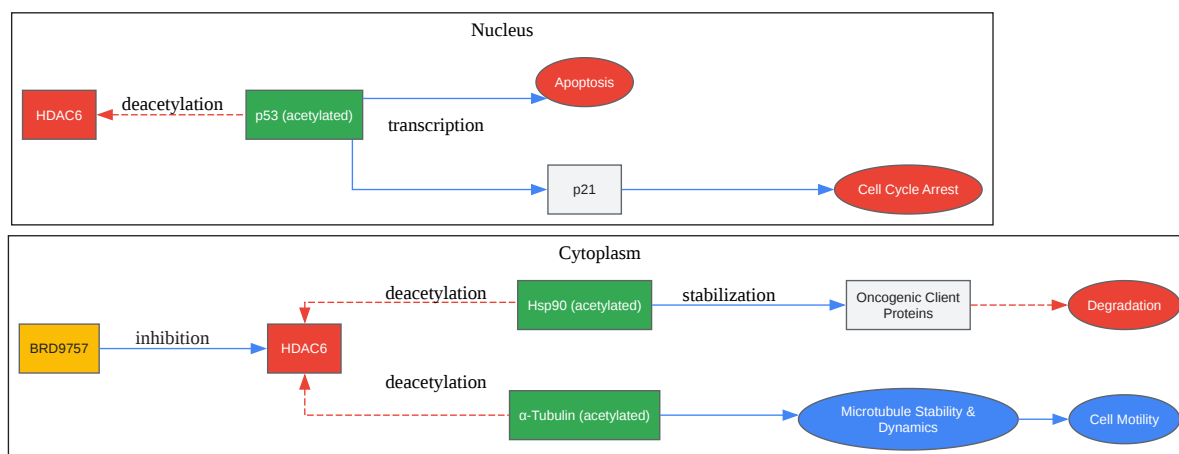 Nucleus
Apoptosis
deacetylation
HDAC6
p53 (acetylated)
transcription
p21
Cell Cycle Arrest
Cytoplasm
deacetylation
stabilization
Hsp90 (acetylated)
Oncogenic Client
Proteins
Degradation
inhibition
BRD9757
HDAC6
deacetylation
α-Tubulin (acetylated)
Microtubule Stability &
Dynamics
Cell Motility